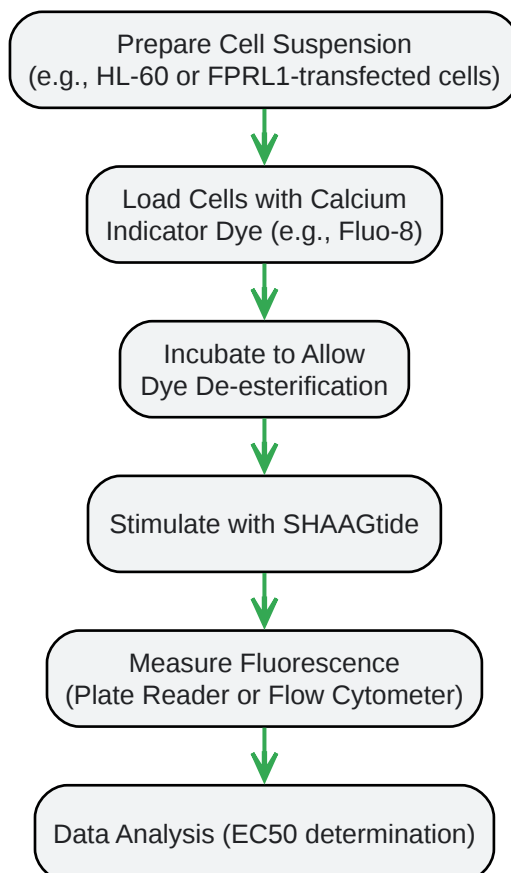 Prepare Cell Suspension
(e.g., HL-60 or FPRL1-transfected cells)
Load Cells with Calcium
Indicator Dye (e.g., Fluo-8)
Incubate to Allow
Dye De-esterification
Stimulate with SHAAGtide
Measure Fluorescence
(Plate Reader or Flow Cytometer)
Data Analysis (EC50 determination)